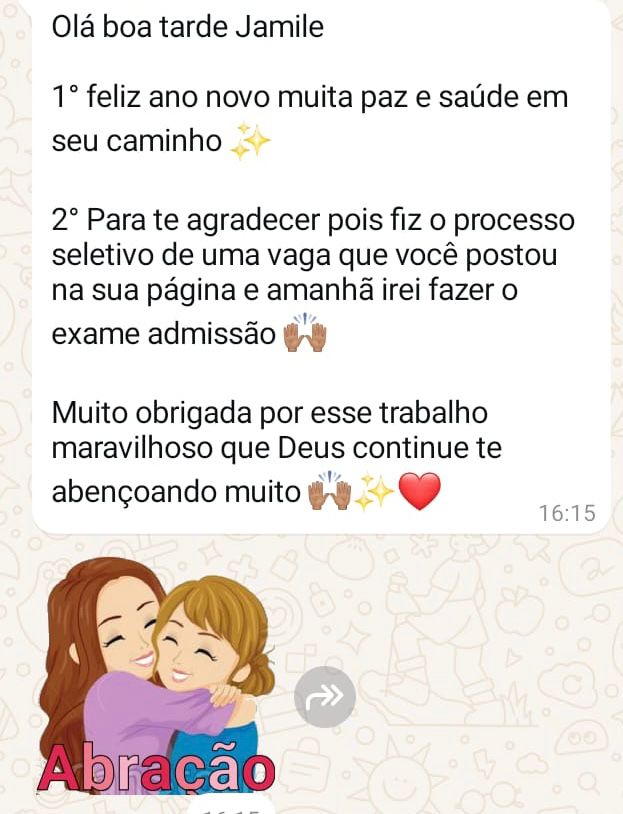 Olá boa tarde Jamile
1° feliz ano novo muita paz e saúde em
seu caminho ✨
2° Para te agradecer pois fiz o processo
seletivo de uma vaga que você postou
na sua página e amanhã irei fazer o
exame admissão 🙌🏽
Muito obrigada por esse trabalho
maravilhoso que Deus continue te
abençoando muito 🙌🏽✨❤️
16:15
Abração